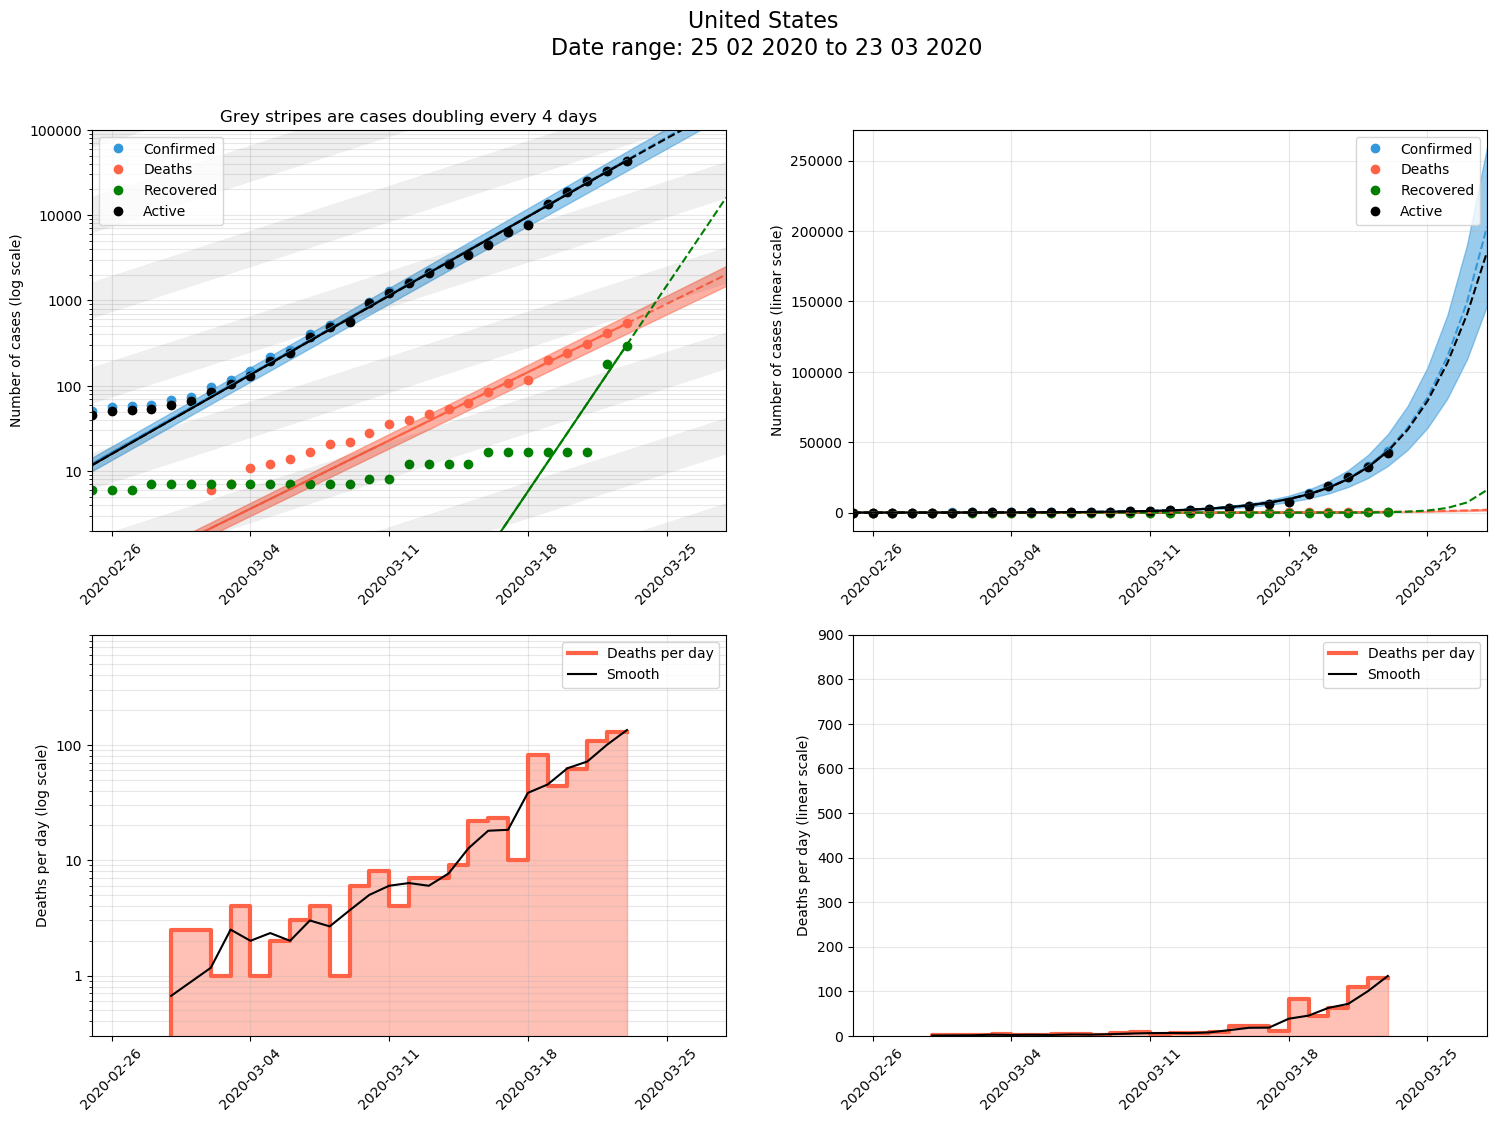 United States
Date range: 25 02 2020 to 23 03 2020
Grey stripes are cases doubling every 4 days
Number of cases (log scale)
100000
10000
1000
100
10
Confirmed
Deaths
Recovered
Active
2020-02-26
2020-03-04
2020-03-11
2020-03-18
2020-03-25
Number of cases (linear scale)
250000
200000
150000
100000
50000
0
Confirmed
Deaths
Recovered
Active
2020-02-26
2020-03-04
2020-03-11
2020-03-18
2020-03-25
Deaths per day (log scale)
100
10
1
Deaths per day
Smooth
2020-02-26
2020-03-04
2020-03-11
2020-03-18
2020-03-25
Deaths per day (linear scale)
900
800
700
600
500
400
300
200
100
0
Deaths per day
Smooth
2020-02-26
2020-03-04
2020-03-11
2020-03-18
2020-03-25